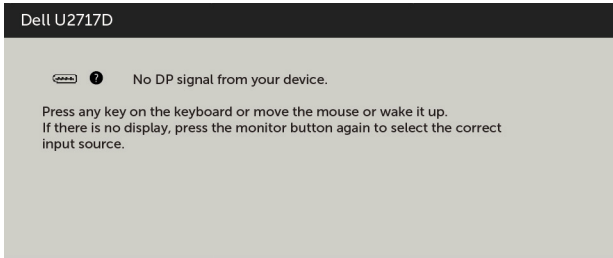 Dell U2717D
? No DP signal from your device.
Press any key on the keyboard or move the mouse or wake it up.
If there is no display, press the monitor button again to select the correct
input source.